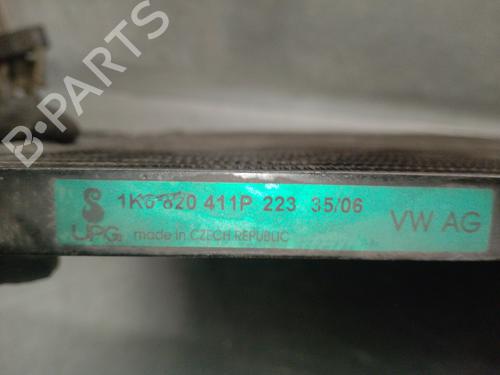 B-PARTS
1K0 820 411P 223 35/06
UPG
made in CZECH REPUBLIC
VW AG